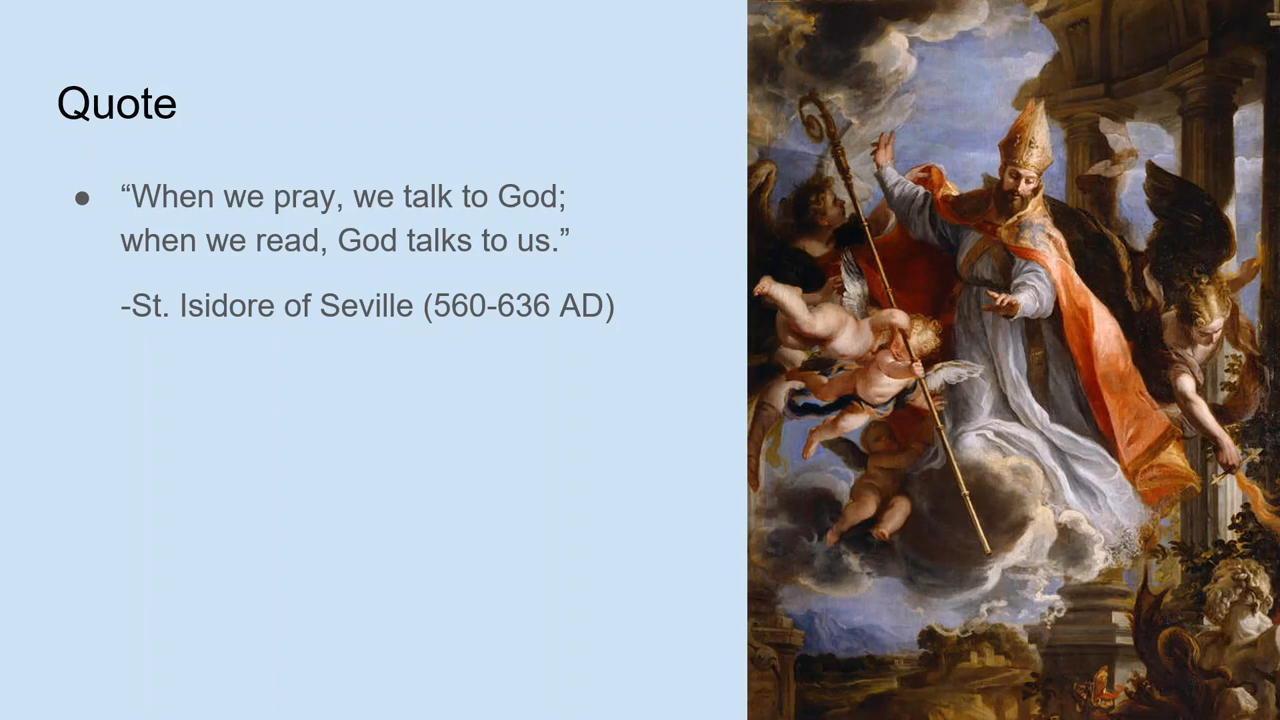 Quote
● “When we pray, we talk to God;
when we read, God talks to us.”
-St. Isidore of Seville (560-636 AD)